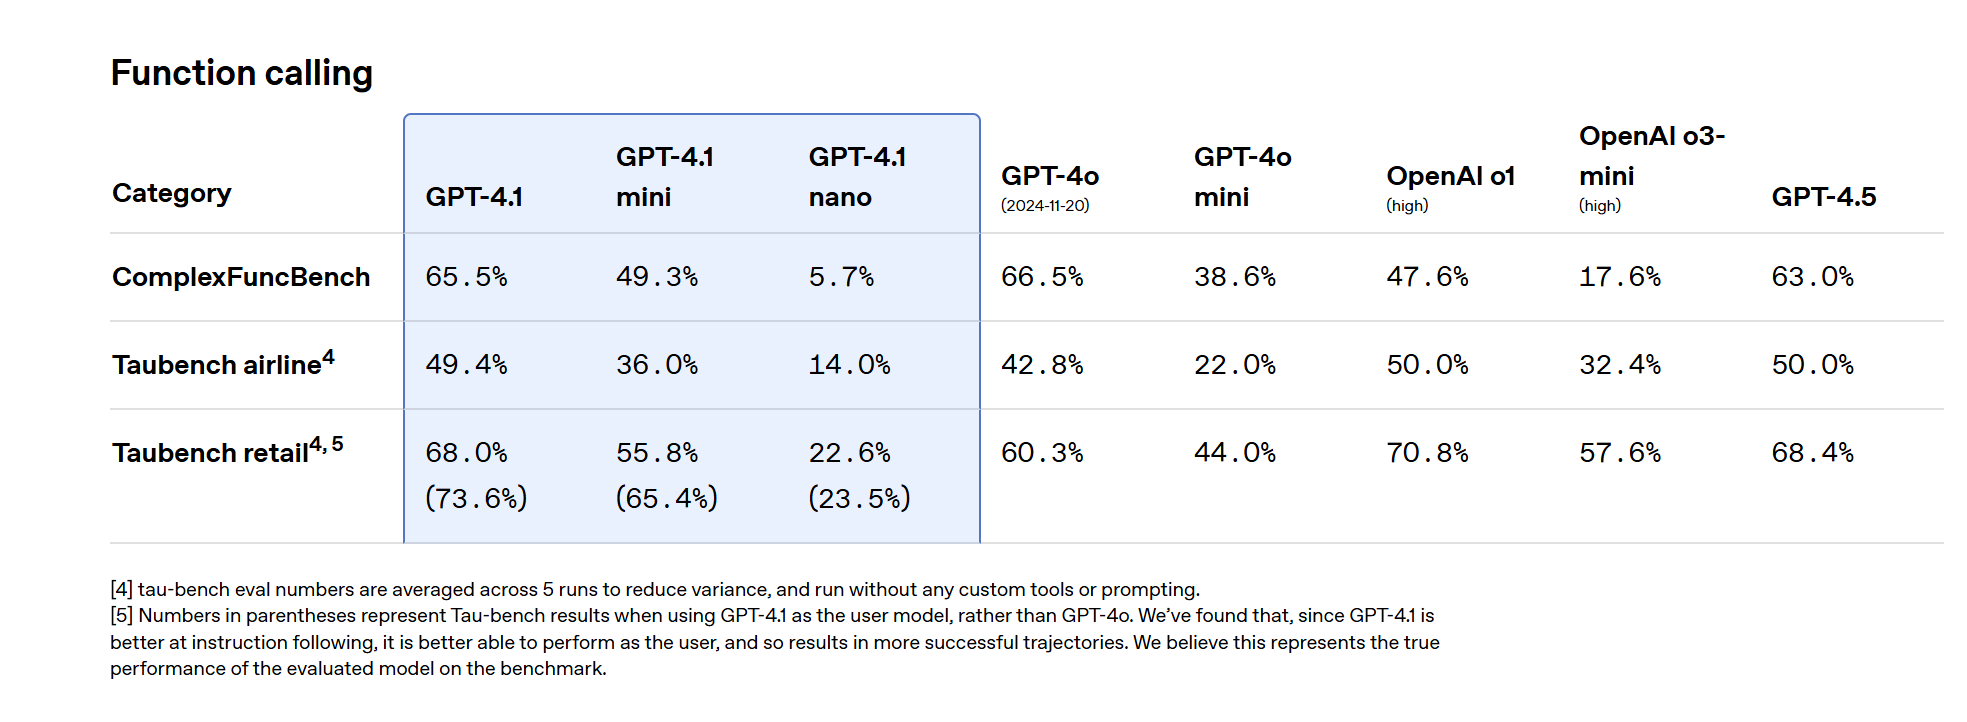 Function calling
Category GPT-4.1 GPT-4.1 mini GPT-4.1 nano GPT-4o (2024-11-20) GPT-4o mini OpenAI o1 (high) OpenAI o3-mini (high) GPT-4.5
ComplexFuncBench 65.5% 49.3% 5.7% 66.5% 38.6% 47.6% 17.6% 63.0%
Taubench airline4 49.4% 36.0% 14.0% 42.8% 22.0% 50.0% 32.4% 50.0%
Taubench retail4, 5 68.0% 55.8% 22.6% 60.3% 44.0% 70.8% 57.6% 68.4%
(73.6%) (65.4%) (23.5%)
[4] tau-bench eval numbers are averaged across 5 runs to reduce variance, and run without any custom tools or prompting.
[5] Numbers in parentheses represent Tau-bench results when using GPT-4.1 as the user model, rather than GPT-4o. We've found that, since GPT-4.1 is
better at instruction following, it is better able to perform as the user, and so results in more successful trajectories. We believe this represents the true
performance of the evaluated model on the benchmark.